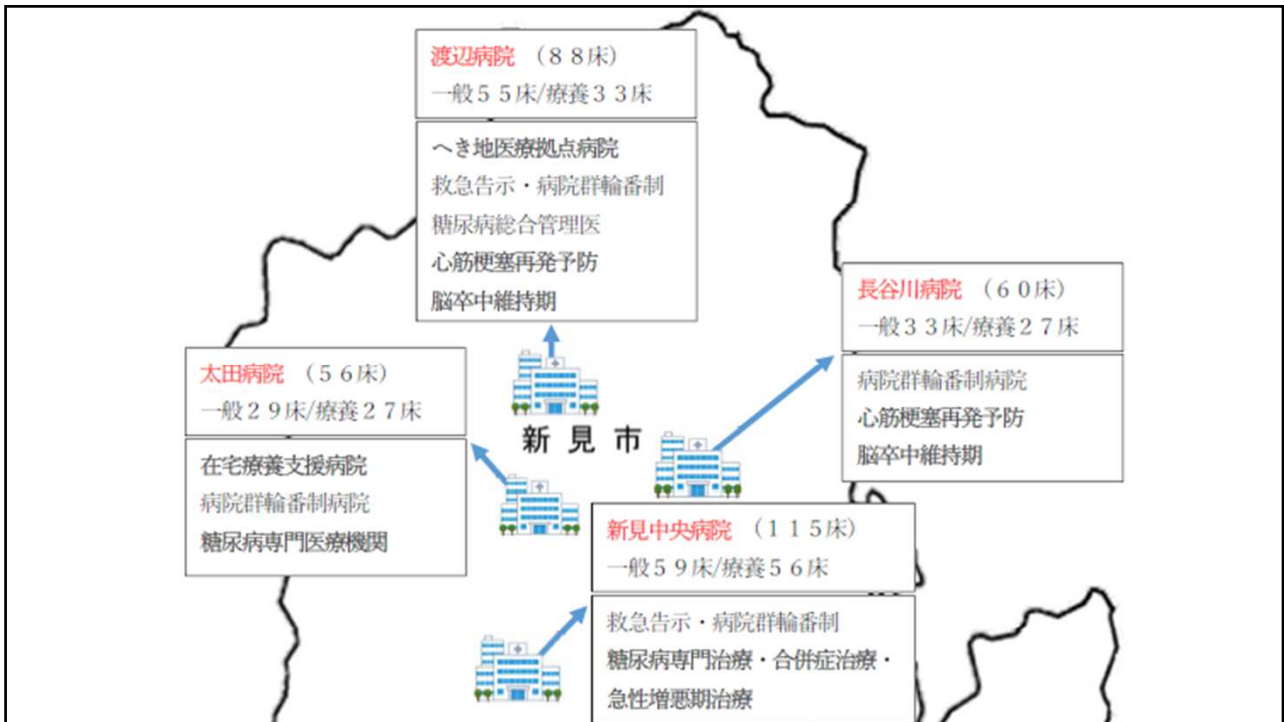 渡辺病院　（８８床）
一般５５床/療養３３床
へき地医療拠点病院
救急告示・病院群輪番制
糖尿病総合管理医
心筋梗塞再発予防
脳卒中維持期
長谷川病院　（６０床）
一般３３床/療養２７床
病院群輪番制病院
心筋梗塞再発予防
脳卒中維持期
太田病院　（５６床）
一般２９床/療養２７床
在宅療養支援病院
病院群輪番制病院
糖尿病専門医療機関
新見市
新見中央病院　（１１５床）
一般５９床/療養５６床
救急告示・病院群輪番制
糖尿病専門治療・合併症治療・
急性増悪期治療